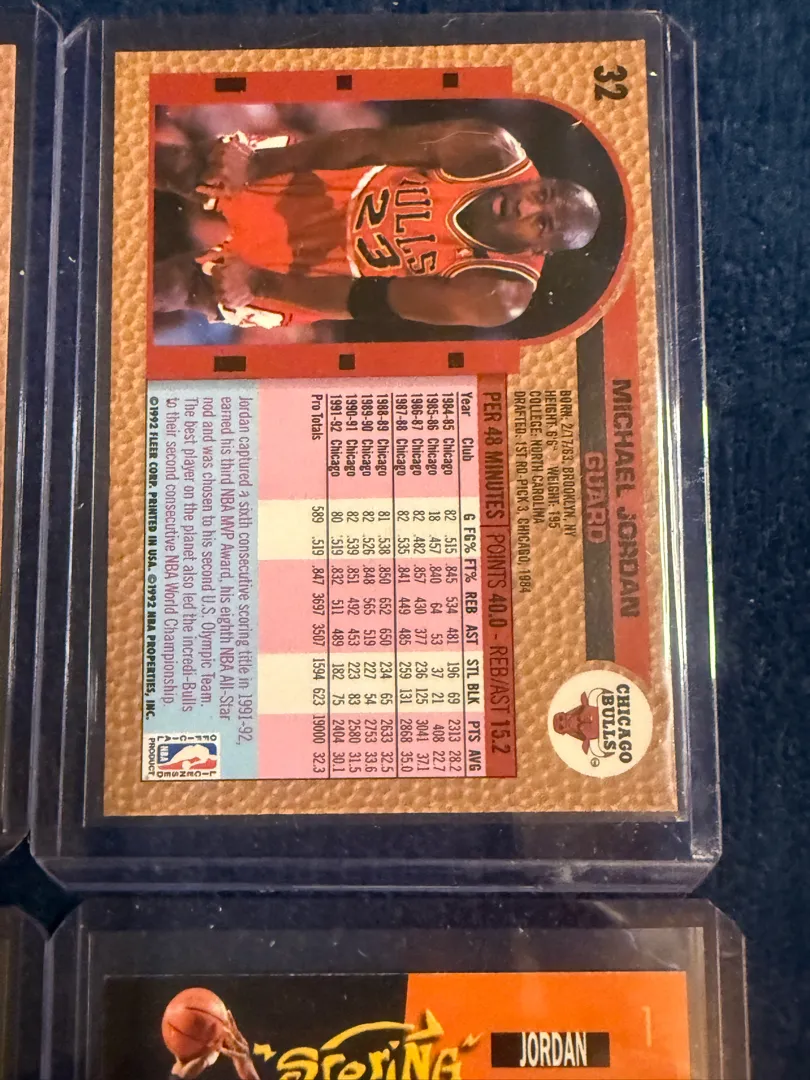 32
MICHAEL JORDAN
GUARD
CHICAGO
BULLS
BORN: 2/17/63, BROOKLYN, NY
HEIGHT: 6'6" WEIGHT: 195
COLLEGE: NORTH CAROLINA
DRAFTED: 1ST RD.-PICK 3, CHICAGO, 1984
PER 48 MINUTES | POINTS 40.0 - REB/AST 15.2
Year Club G FG% FT% REB AST STL BLK PTS AVG
1984-85 Chicago 82 .515 .845 534 481 196 69 2313 28.2
1985-86 Chicago 18 .457 .840 64 53 37 21 408 22.7
1986-87 Chicago 82 .482 .857 430 377 236 125 3041 37.1
1987-88 Chicago 82 .535 .841 449 485 259 131 2868 35.0
1988-89 Chicago 81 .538 .850 652 650 234 65 2633 32.5
1989-90 Chicago 82 .526 .848 565 519 227 54 2753 33.6
1990-91 Chicago 82 .539 .851 492 453 223 83 2580 31.5
1991-92 Chicago 80 .519 .832 511 489 182 75 2404 30.1
Pro Totals 589 .519 .847 3697 3507 1594 623 19000 32.3
Jordan captured a sixth consecutive scoring title in 1991-92,
earned his third NBA MVP Award, his eighth NBA All-Star
nod and was chosen to his second U.S. Olympic Team.
The best player on the planet also led the Incredi-Bulls
to their second consecutive NBA World Championship.
©1992 FLEER CORP. PRINTED IN USA. ©1992 NBA PROPERTIES, INC.
OFFICIAL LICENSED
NBA
PRODUCT
ULLS
23
1
JORDAN
"SCORING"